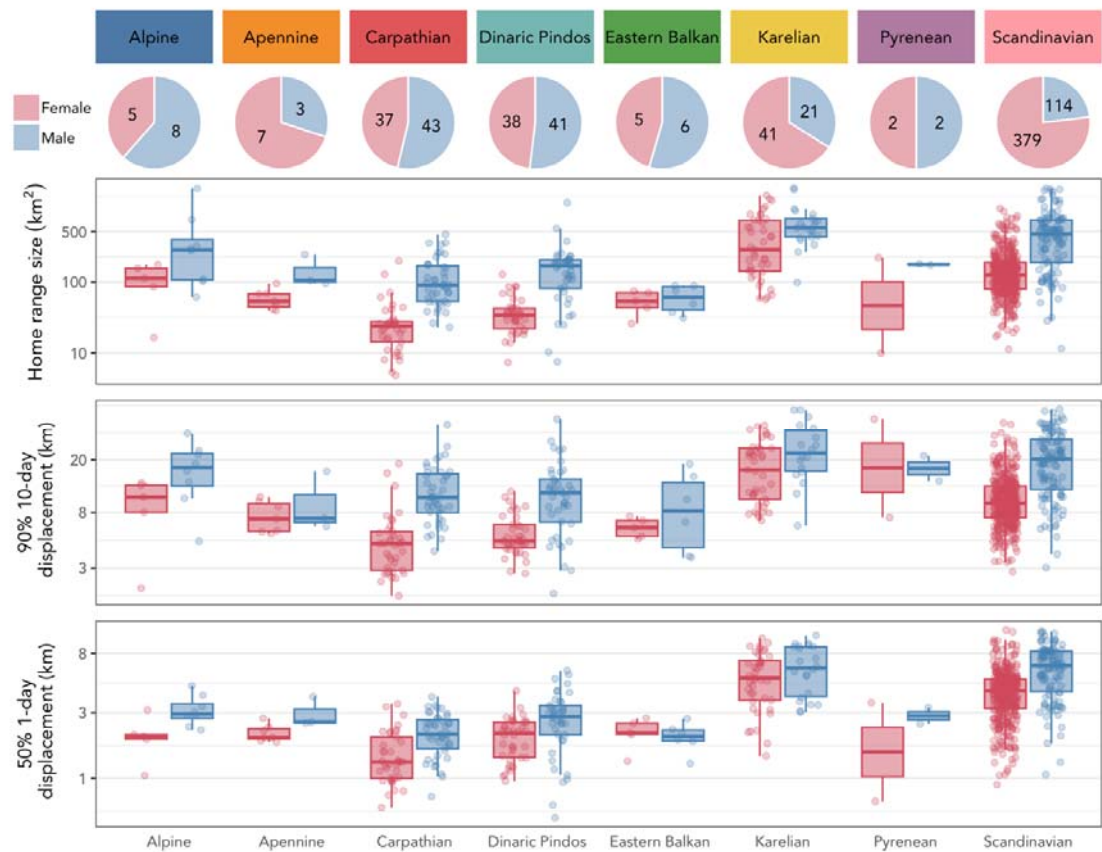 Alpine Apennine Carpathian Dinaric Pindos Eastern Balkan Karelian Pyrenean Scandinavian
Female
Male
5 8 7 3 37 43 38 41 5 6 41 21 2 2 379 114
Home range size (km²)
500
100
10
90% 10-day
displacement (km)
20
8
3
50% 1-day
displacement (km)
8
3
1
Alpine Apennine Carpathian Dinaric Pindos Eastern Balkan Karelian Pyrenean Scandinavian